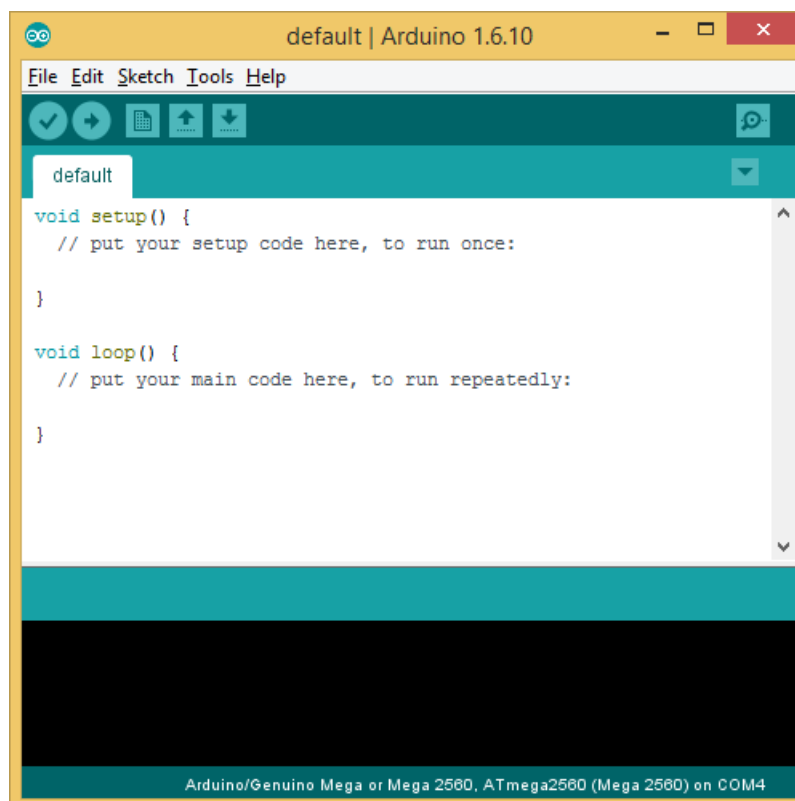 default | Arduino 1.6.10
File Edit Sketch Tools Help
default
void setup() {
  // put your setup code here, to run once:
}
void loop() {
  // put your main code here, to run repeatedly:
}
Arduino/Genuino Mega or Mega 2560, ATmega2560 (Mega 2560) on COM4